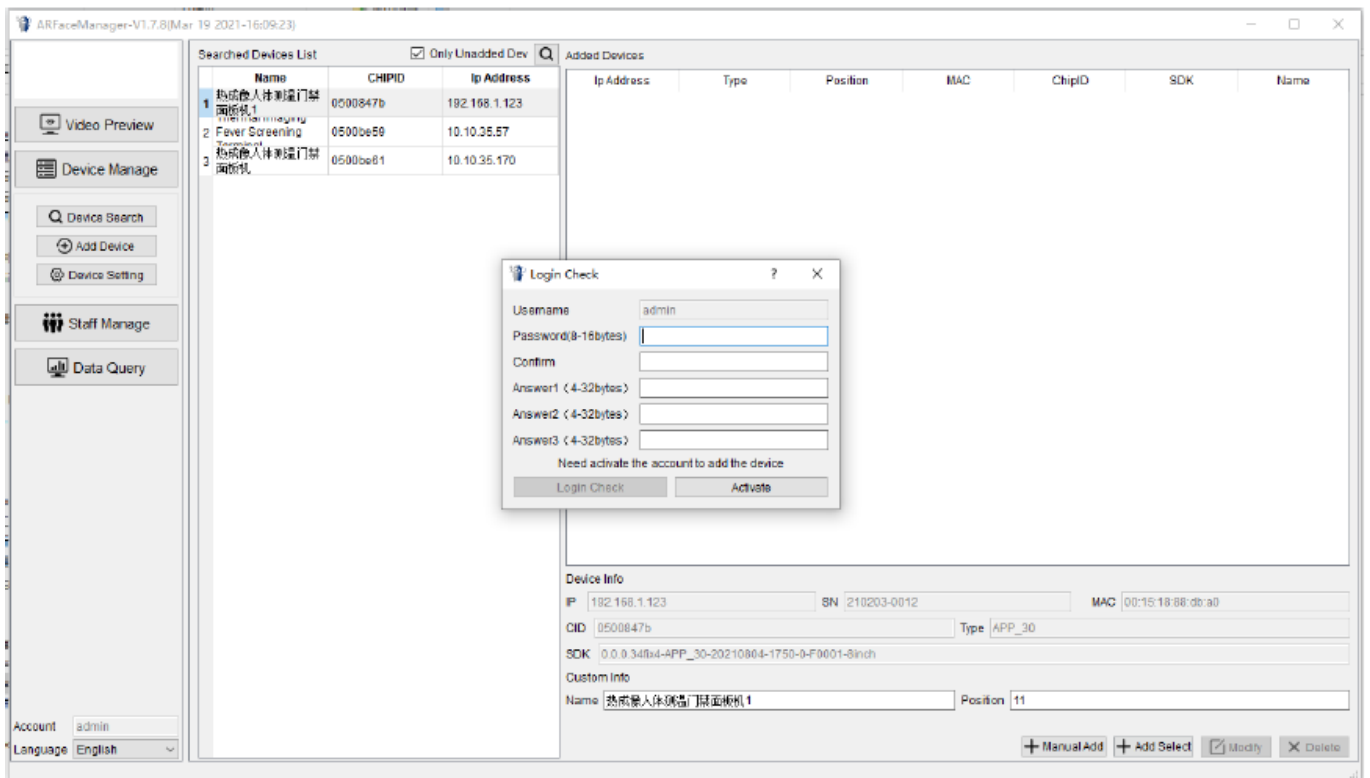 ARFaceManager-V1.7.8(Mar 19 2021-16:09:23)
Video Preview
Device Manage
Device Search
Add Device
Device Setting
Staff Manage
Data Query
Account admin
Language English
Searched Devices List Only Unadded Dev
Name CHIPID Ip Address
1 热成像人体测温门禁面板机1 0500847b 192.168.1.123
2 Thermal Imaging Fever Screening Terminal 0500be59 10.10.35.57
3 热成像人体测温门禁面板机 0500be61 10.10.35.170
Added Devices
Ip Address Type Position MAC ChipID SDK Name
Login Check ?
Username admin
Password(8-16bytes)
Confirm
Answer1（4-32bytes）
Answer2（4-32bytes）
Answer3（4-32bytes）
Need activate the account to add the device
Login Check Activate
Device Info
IP 192.168.1.123 SN 210203-0012 MAC 00:15:18:88:db:a0
CID 0500847b Type APP_30
SDK 0.0.0.34fix4-APP_30-20210804-1750-0-F0001-8inch
Custom Info
Name 热成像人体测温门禁面板机1 Position 11
Manual Add Add Select Modify Delete